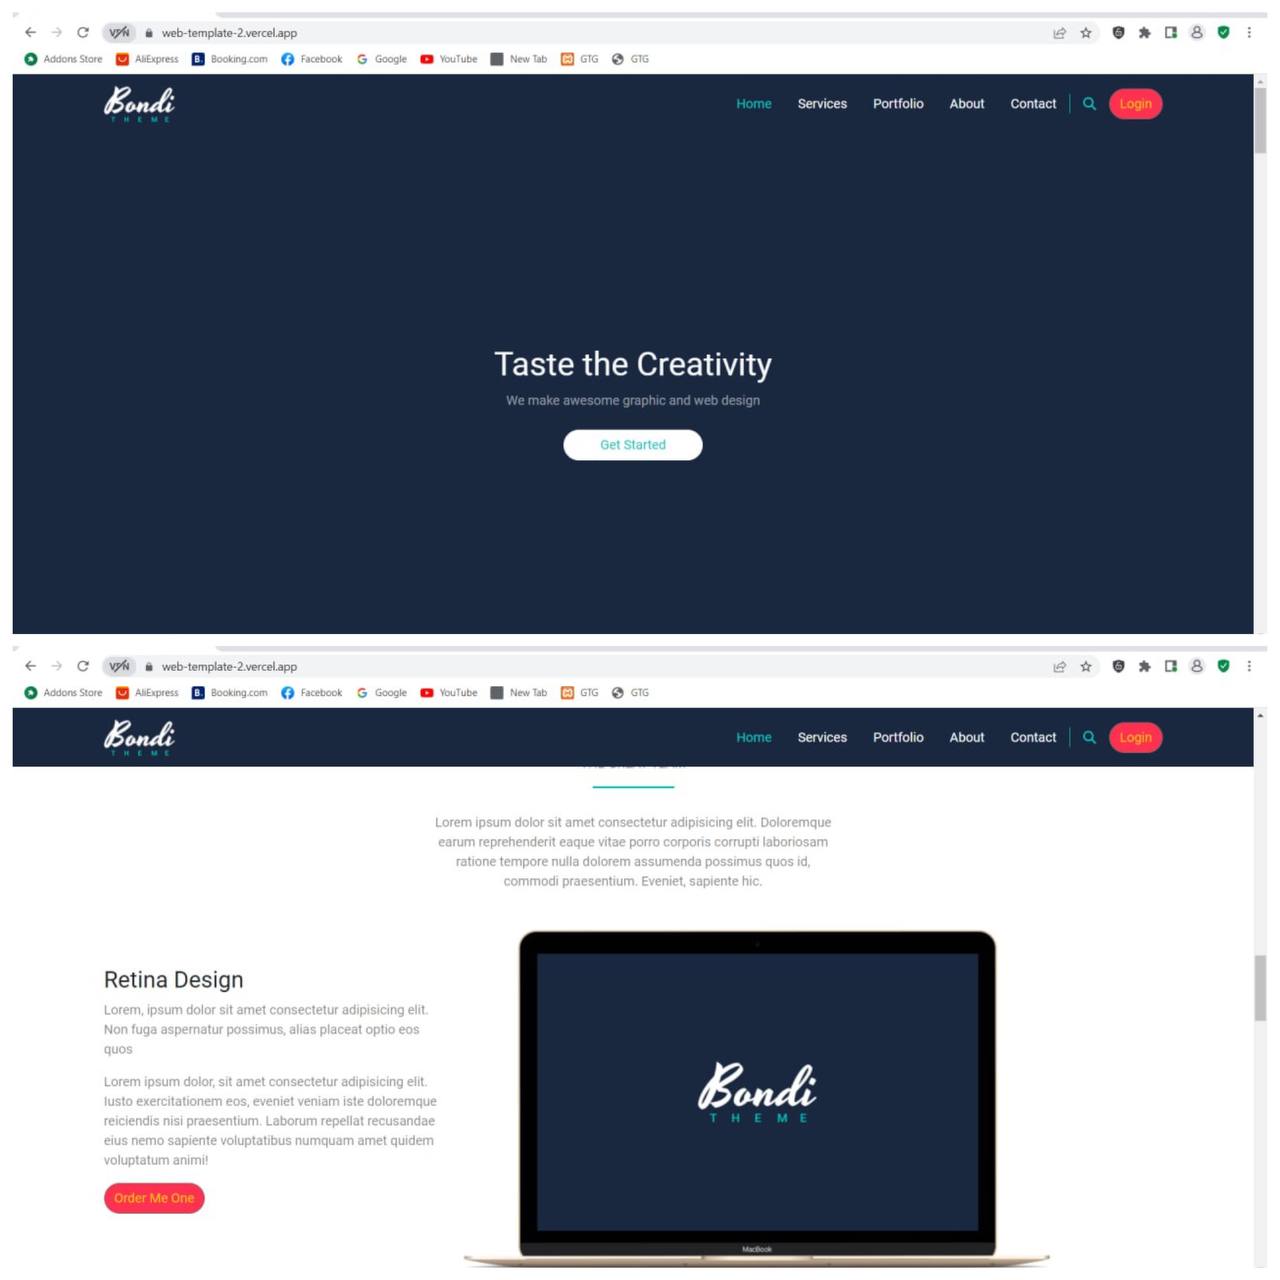 VPN web-template-2.vercel.app
Addons Store AliExpress B. Booking.com Facebook G Google YouTube New Tab GTG GTG
Bondi
THEME
Home Services Portfolio About Contact Login
Taste the Creativity
We make awesome graphic and web design
Get Started
VPN web-template-2.vercel.app
Addons Store AliExpress B. Booking.com Facebook G Google YouTube New Tab GTG GTG
Bondi
THEME
Home Services Portfolio About Contact Login
Lorem ipsum dolor sit amet consectetur adipisicing elit. Doloremque
earum reprehenderit eaque vitae porro corporis corrupti laboriosam
ratione tempore nulla dolorem assumenda possimus quos id,
commodi praesentium. Eveniet, sapiente hic.
Retina Design
Lorem, ipsum dolor sit amet consectetur adipisicing elit.
Non fuga aspernatur possimus, alias placeat optio eos
quos
Lorem ipsum dolor, sit amet consectetur adipisicing elit.
Iusto exercitationem eos, eveniet veniam iste doloremque
reiciendis nisi praesentium. Laborum repellat recusandae
eius nemo sapiente voluptatibus numquam amet quidem
voluptatum animi!
Order Me One
Bondi
THEME
MacBook